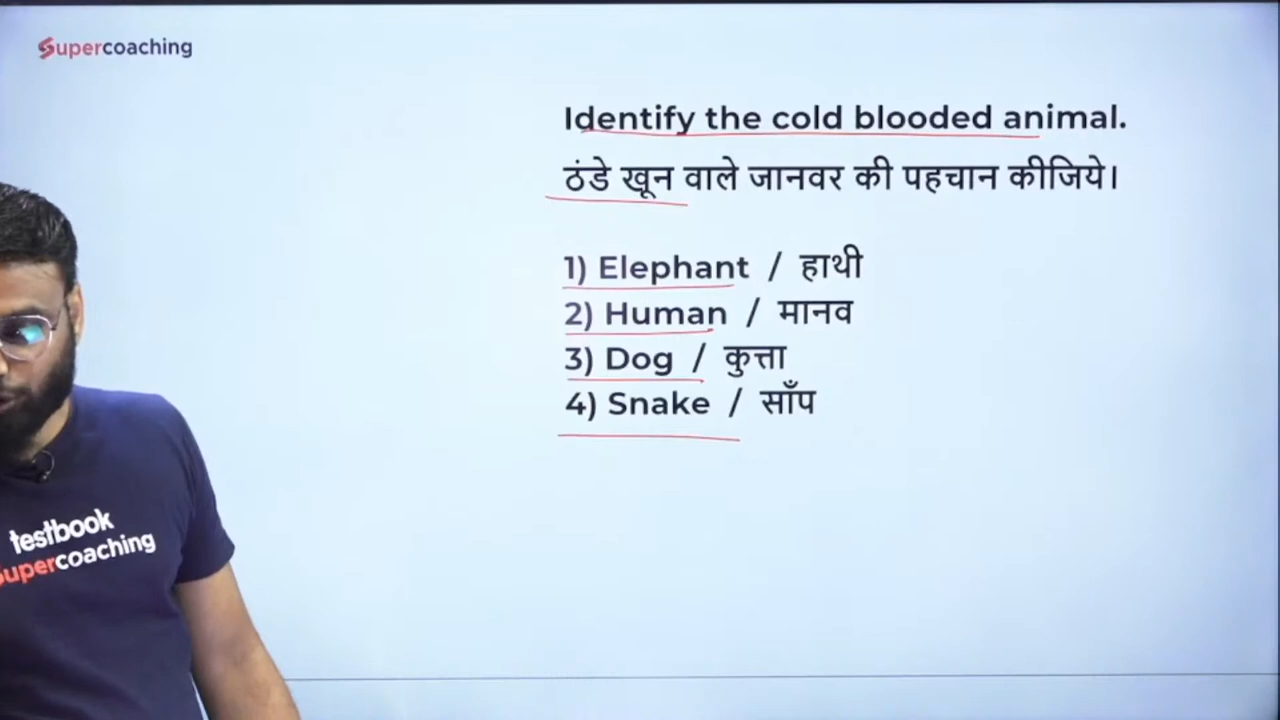 Supercoaching
Identify the cold blooded animal.
ठंडे खून वाले जानवर की पहचान कीजिये।
1) Elephant / हाथी
2) Human / मानव
3) Dog / कुत्ता
4) Snake / साँप
testbook
Supercoaching